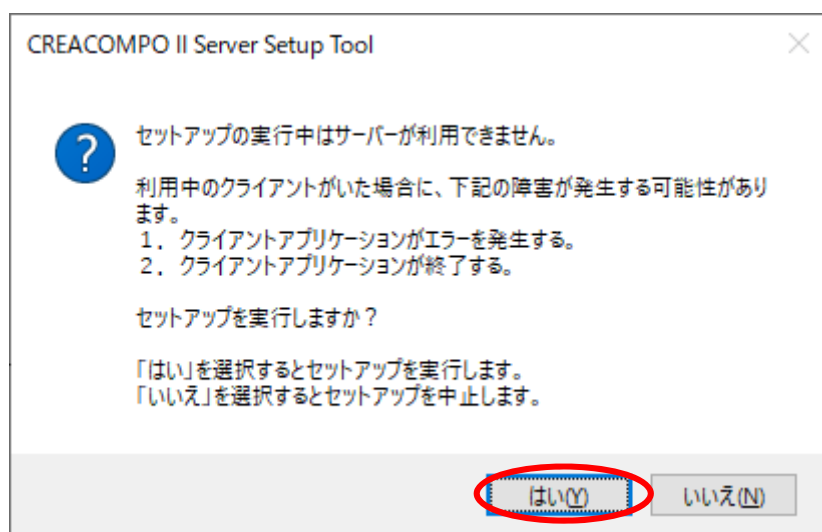 CREACOMPO II Server Setup Tool
セットアップの実行中はサーバーが利用できません。
利用中のクライアントがいた場合に、下記の障害が発生する可能性があり
ます。
１．クライアントアプリケーションがエラーを発生する。
２．クライアントアプリケーションが終了する。
セットアップを実行しますか？
「はい」を選択するとセットアップを実行します。
「いいえ」を選択するとセットアップを中止します。
はい(Y)
いいえ(N)